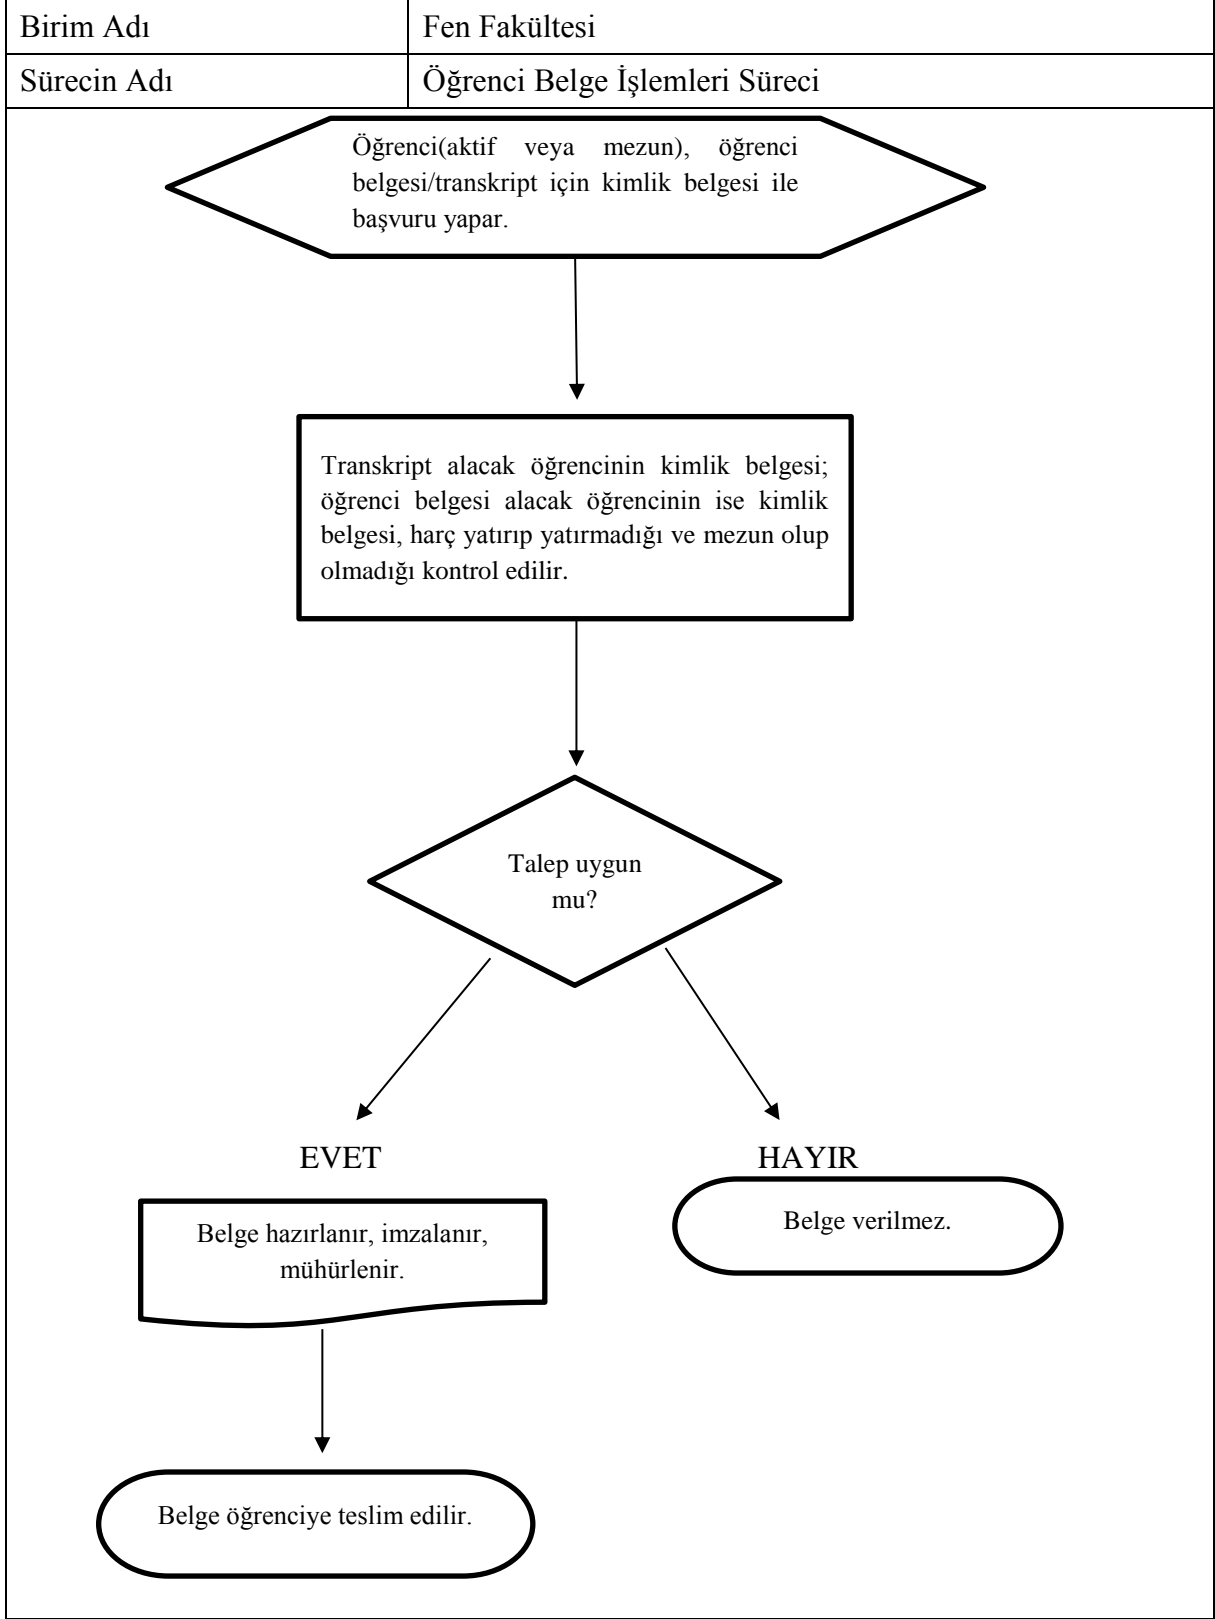 Birim Adı
Fen Fakültesi
Sürecin Adı
Öğrenci Belge İşlemleri Süreci
Öğrenci(aktif veya mezun), öğrenci
belgesi/transkript için kimlik belgesi ile
başvuru yapar.
Transkript alacak öğrencinin kimlik belgesi;
öğrenci belgesi alacak öğrencinin ise kimlik
belgesi, harç yatırıp yatırmadığı ve mezun olup
olmadığı kontrol edilir.
Talep uygun
mu?
EVET
HAYIR
Belge hazırlanır, imzalanır,
mühürlenir.
Belge verilmez.
Belge öğrenciye teslim edilir.